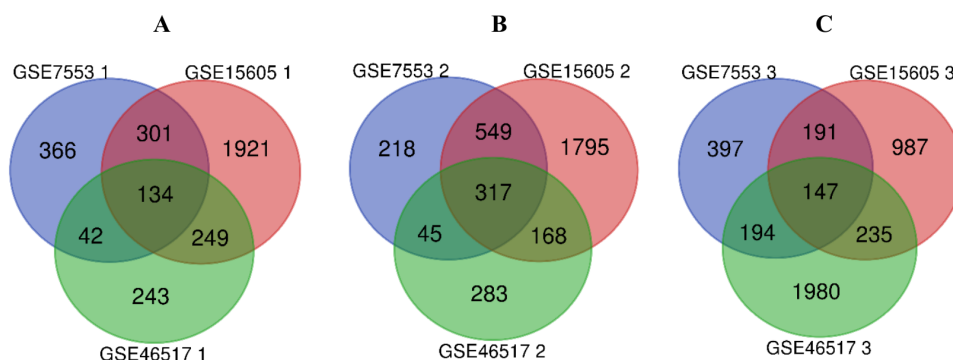 A B C
GSE7553 1 GSE15605 1 GSE7553 2 GSE15605 2 GSE7553 3 GSE15605 3
366 301 1921 218 549 1795 397 191 987
134 317 147
42 249 45 168 194 235
243 283 1980
GSE46517 1 GSE46517 2 GSE46517 3